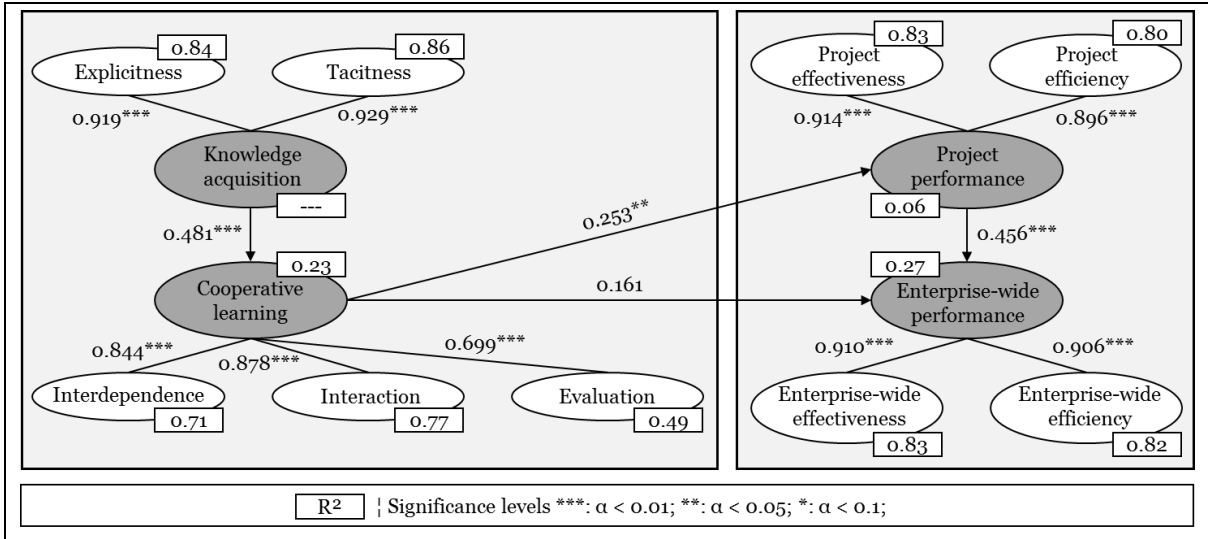 0.84
Explicitness
0.86
Tacitness
0.919***
0.929***
Knowledge
acquisition
---
0.481***
0.23
Cooperative
learning
0.844***
0.878***
0.699***
Interdependence
0.71
Interaction
0.77
Evaluation
0.49
0.253**
0.161
0.83
Project
effectiveness
0.80
Project
efficiency
0.914***
0.896***
Project
performance
0.06
0.456***
0.27
Enterprise-wide
performance
0.910***
0.906***
Enterprise-wide
effectiveness
0.83
Enterprise-wide
efficiency
0.82
R² ¦ Significance levels ***: α < 0.01; **: α < 0.05; *: α < 0.1;